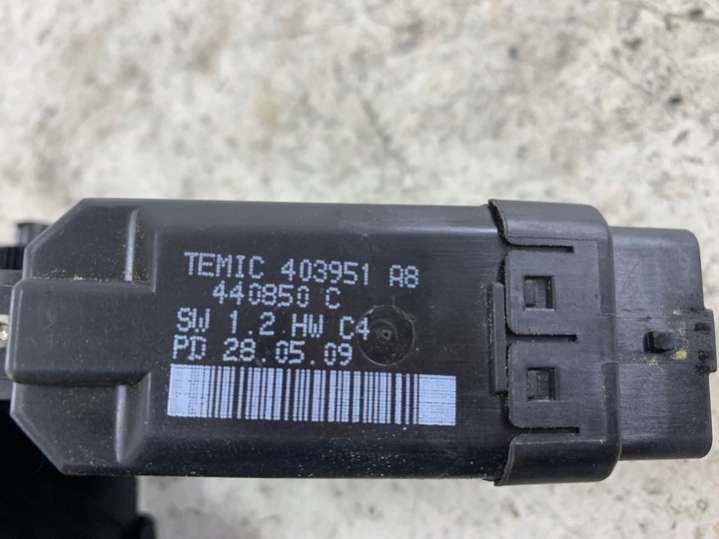 TEMIC 403951 A8
440850 C
SW 1.2 HW C4
PD 28.05.09